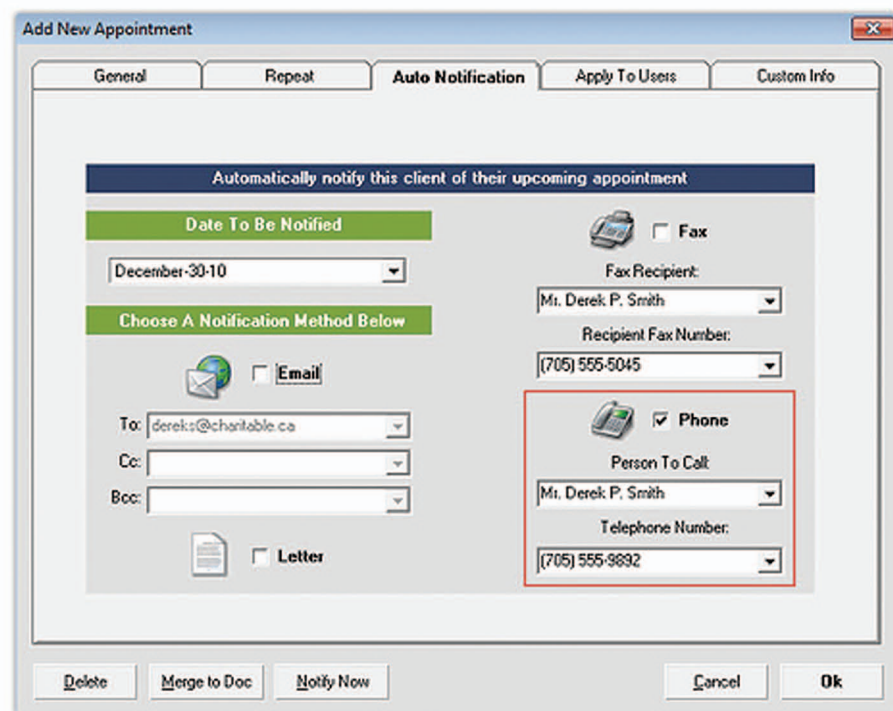 Add New Appointment
General
Repeat
Auto Notification
Apply To Users
Custom Info
Automatically notify this client of their upcoming appointment
Date To Be Notified
December-30-10
Choose A Notification Method Below
Email
To: dereks@charitable.ca
Cc:
Bcc:
Letter
Fax
Fax Recipient:
Mr. Derek P. Smith
Recipient Fax Number:
(705) 555-5045
Phone
Person To Call:
Mr. Derek P. Smith
Telephone Number:
(705) 555-9892
Delete
Merge to Doc
Notify Now
Cancel
Ok